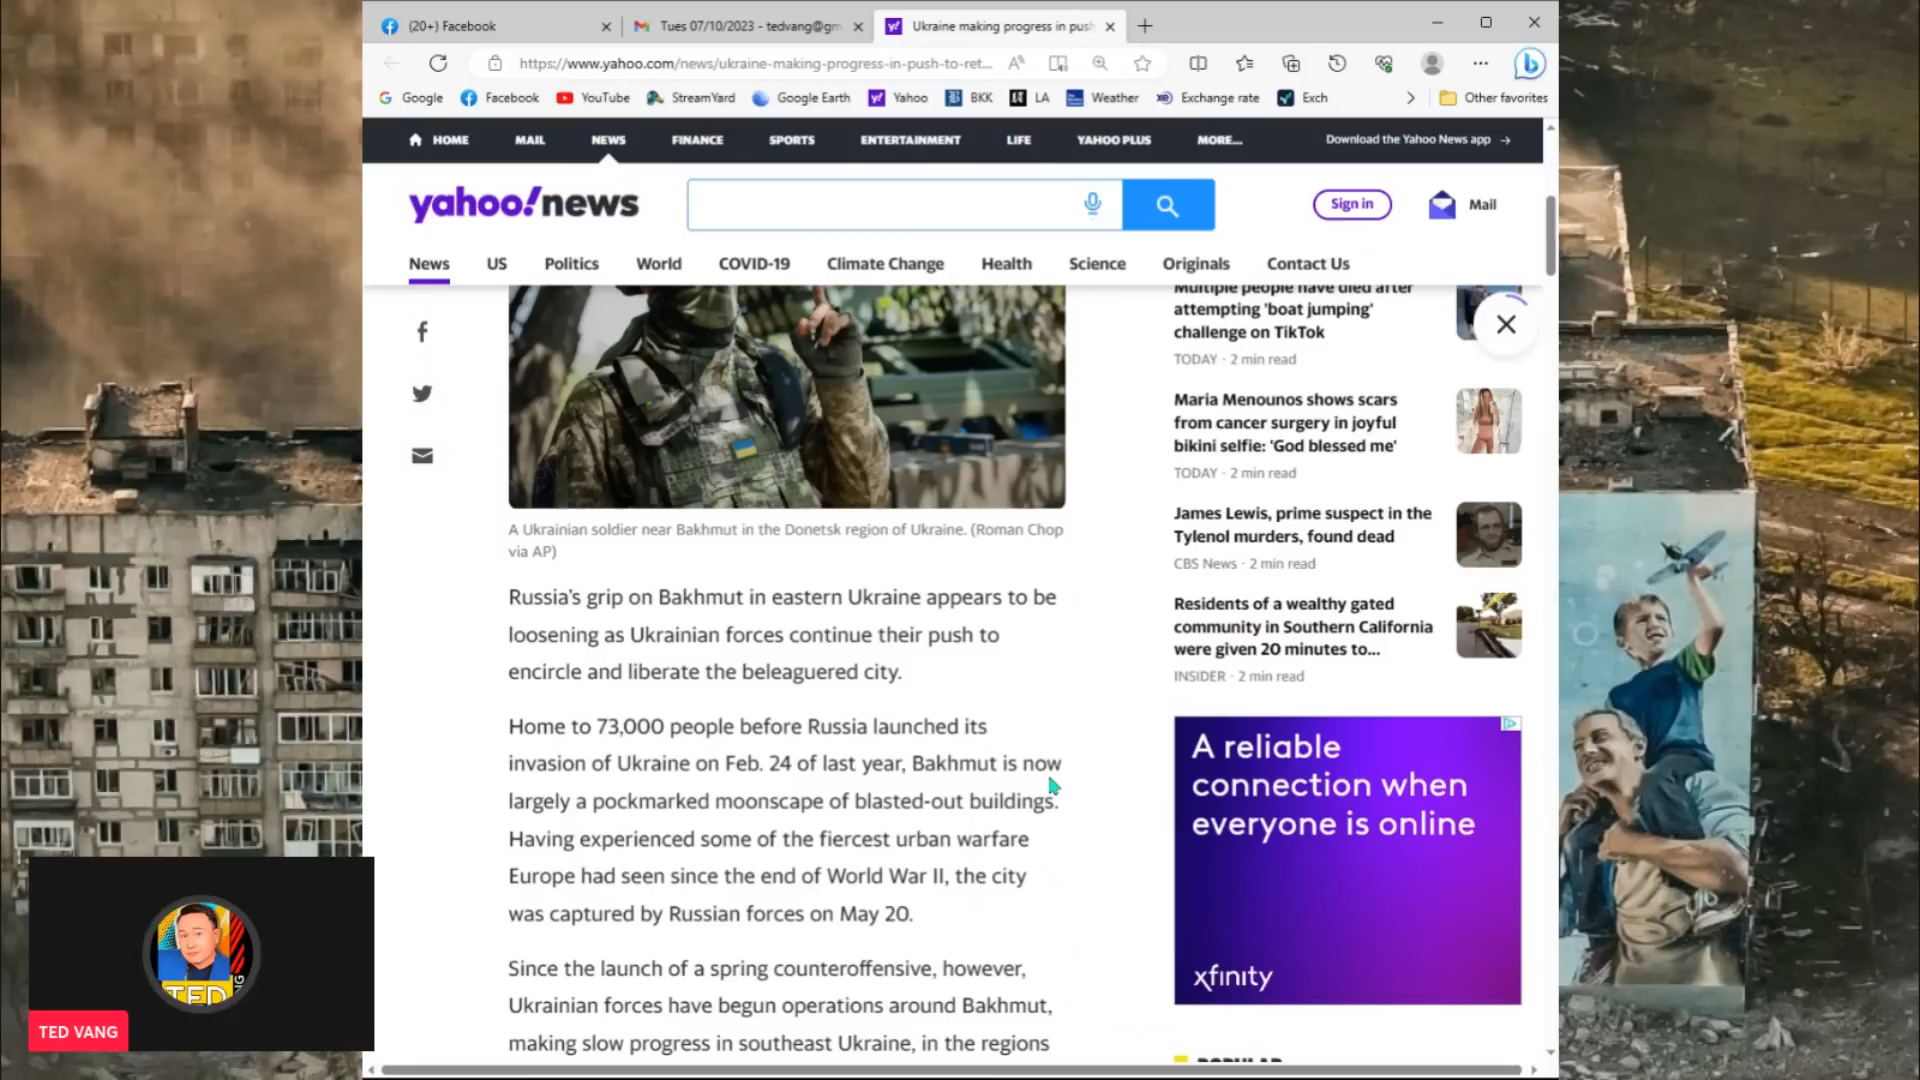 (20+) Facebook
Tues 07/10/2023 - tedvang@gm
Ukraine making progress in pus
https://www.yahoo.com/news/ukraine-making-progress-in-push-to-ret...
Google
Facebook
YouTube
StreamYard
Google Earth
Yahoo
BKK
LA
Weather
Exchange rate
Exch
Other favorites
HOME
MAIL
NEWS
FINANCE
SPORTS
ENTERTAINMENT
LIFE
YAHOO PLUS
MORE...
Download the Yahoo News app →
yahoo!news
Sign in
Mail
News
US
Politics
World
COVID-19
Climate Change
Health
Science
Originals
Contact Us
A Ukrainian soldier near Bakhmut in the Donetsk region of Ukraine. (Roman Chop
via AP)
Russia's grip on Bakhmut in eastern Ukraine appears to be
loosening as Ukrainian forces continue their push to
encircle and liberate the beleaguered city.
Home to 73,000 people before Russia launched its
invasion of Ukraine on Feb. 24 of last year, Bakhmut is now
largely a pockmarked moonscape of blasted-out buildings.
Having experienced some of the fiercest urban warfare
Europe had seen since the end of World War II, the city
was captured by Russian forces on May 20.
Since the launch of a spring counteroffensive, however,
Ukrainian forces have begun operations around Bakhmut,
making slow progress in southeast Ukraine, in the regions
Multiple people have died after
attempting 'boat jumping'
challenge on TikTok
TODAY · 2 min read
Maria Menounos shows scars
from cancer surgery in joyful
bikini selfie: 'God blessed me'
TODAY · 2 min read
James Lewis, prime suspect in the
Tylenol murders, found dead
CBS News · 2 min read
Residents of a wealthy gated
community in Southern California
were given 20 minutes to...
INSIDER · 2 min read
A reliable
connection when
everyone is online
xfinity
POPULAR
TED
TED VANG